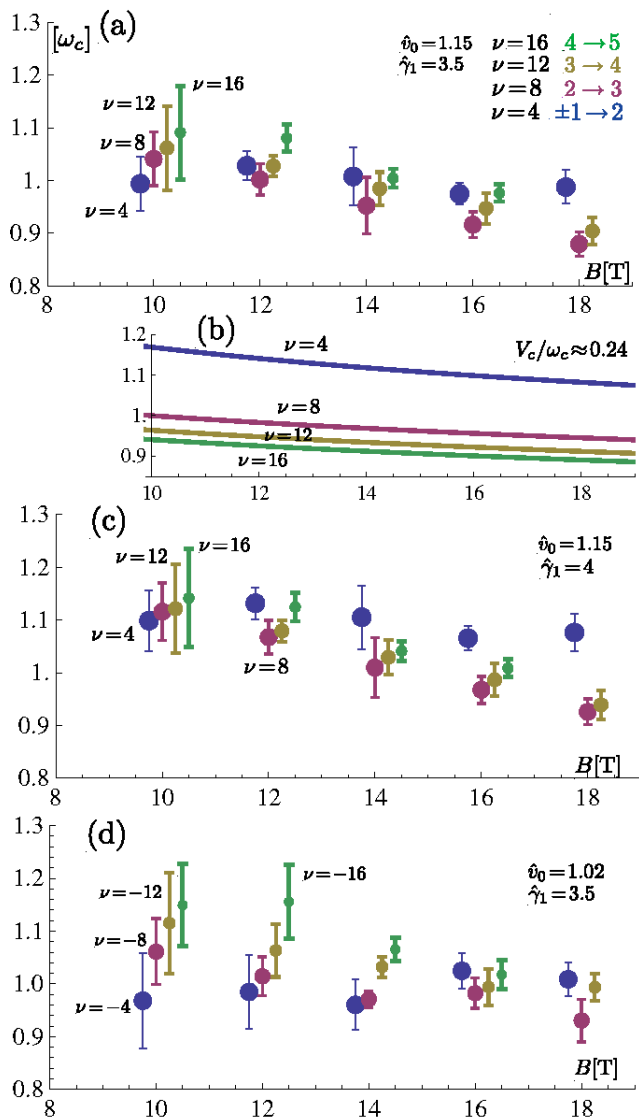 [ω_c] (a)
v̂₀=1.15 ν=16 4→5
γ̂₁=3.5 ν=12 3→4
ν=8 2→3
ν=4 ±1→2
ν=16
ν=12
ν=8
ν=4
1.3
1.2
1.1
1.0
0.9
0.8
B[T]
8 10 12 14 16 18
(b)
ν=4
V_c/ω_c≈0.24
1.2
1.1
1
0.9
ν=8
ν=12
ν=16
10 12 14 16 18
(c)
1.3
1.2
1.1
1.
0.9
0.8
ν=12 ν=16
ν=4
ν=8
v̂₀=1.15
γ̂₁=4
B[T]
8 10 12 14 16 18
(d)
1.3
1.2
1.1
1.0
0.9
0.8
ν=−16
ν=−12
ν=−8
ν=−4
v̂₀=1.02
γ̂₁=3.5
B[T]
8 10 12 14 16 18